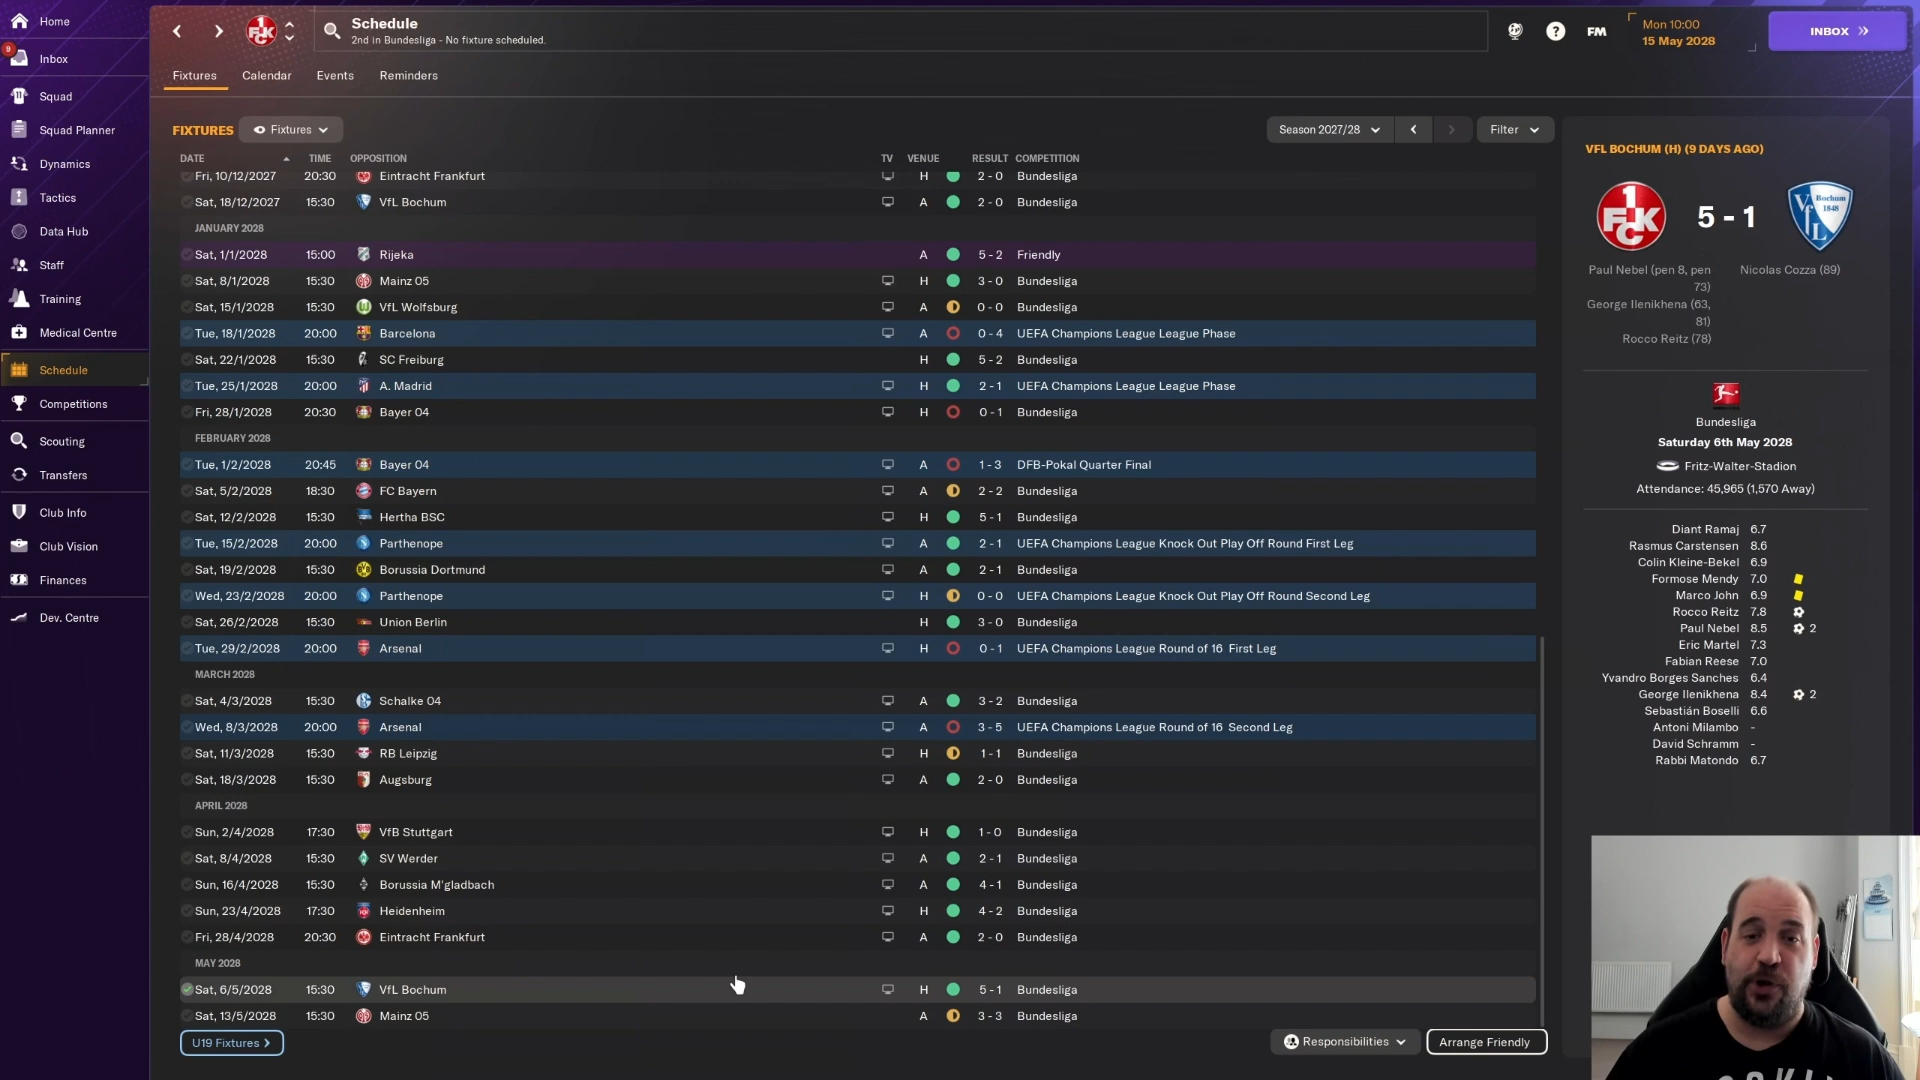 Home
9
Inbox
Squad
Squad Planner
Dynamics
Tactics
Data Hub
Staff
Training
Medical Centre
Schedule
Competitions
Scouting
Transfers
Club Info
Club Vision
Finances
Dev. Centre
Schedule
2nd in Bundesliga - No fixture scheduled.
FM
Mon 10:00
15 May 2028
INBOX
Fixtures Calendar Events Reminders
FIXTURES Fixtures Season 2027/28 Filter
DATE TIME OPPOSITION TV VENUE RESULT COMPETITION
Fri, 10/12/2027 20:30 Eintracht Frankfurt H 2 - 0 Bundesliga
Sat, 18/12/2027 15:30 VfL Bochum A 2 - 0 Bundesliga
JANUARY 2028
Sat, 1/1/2028 15:00 Rijeka A 5 - 2 Friendly
Sat, 8/1/2028 15:30 Mainz 05 H 3 - 0 Bundesliga
Sat, 15/1/2028 15:30 VfL Wolfsburg A 0 - 0 Bundesliga
Tue, 18/1/2028 20:00 Barcelona A 0 - 4 UEFA Champions League League Phase
Sat, 22/1/2028 15:30 SC Freiburg H 5 - 2 Bundesliga
Tue, 25/1/2028 20:00 A. Madrid H 2 - 1 UEFA Champions League League Phase
Fri, 28/1/2028 20:30 Bayer 04 H 0 - 1 Bundesliga
FEBRUARY 2028
Tue, 1/2/2028 20:45 Bayer 04 A 1 - 3 DFB-Pokal Quarter Final
Sat, 5/2/2028 18:30 FC Bayern A 2 - 2 Bundesliga
Sat, 12/2/2028 15:30 Hertha BSC H 5 - 1 Bundesliga
Tue, 15/2/2028 20:00 Parthenope A 2 - 1 UEFA Champions League Knock Out Play Off Round First Leg
Sat, 19/2/2028 15:30 Borussia Dortmund A 2 - 1 Bundesliga
Wed, 23/2/2028 20:00 Parthenope H 0 - 0 UEFA Champions League Knock Out Play Off Round Second Leg
Sat, 26/2/2028 15:30 Union Berlin H 3 - 0 Bundesliga
Tue, 29/2/2028 20:00 Arsenal H 0 - 1 UEFA Champions League Round of 16 First Leg
MARCH 2028
Sat, 4/3/2028 15:30 Schalke 04 A 3 - 2 Bundesliga
Wed, 8/3/2028 20:00 Arsenal A 3 - 5 UEFA Champions League Round of 16 Second Leg
Sat, 11/3/2028 15:30 RB Leipzig H 1 - 1 Bundesliga
Sat, 18/3/2028 15:30 Augsburg A 2 - 0 Bundesliga
APRIL 2028
Sun, 2/4/2028 17:30 VfB Stuttgart H 1 - 0 Bundesliga
Sat, 8/4/2028 15:30 SV Werder A 2 - 1 Bundesliga
Sun, 16/4/2028 15:30 Borussia M'gladbach A 4 - 1 Bundesliga
Sun, 23/4/2028 17:30 Heidenheim H 4 - 2 Bundesliga
Fri, 28/4/2028 20:30 Eintracht Frankfurt A 2 - 0 Bundesliga
MAY 2028
Sat, 6/5/2028 15:30 VfL Bochum H 5 - 1 Bundesliga
Sat, 13/5/2028 15:30 Mainz 05 A 3 - 3 Bundesliga
U19 Fixtures Responsibilities Arrange Friendly
VFL BOCHUM (H) (9 DAYS AGO)
1 FCK 5 - 1 VfL Bochum 1848
Paul Nebel (pen 8, pen 73)
George Ilenikhena (63, 81)
Rocco Reitz (78)
Nicolas Cozza (89)
Bundesliga
Saturday 6th May 2028
Fritz-Walter-Stadion
Attendance: 45,965 (1,570 Away)
Diant Ramaj 6.7
Rasmus Carstensen 8.6
Colin Kleine-Bekel 6.9
Formose Mendy 7.0
Marco John 6.9
Rocco Reitz 7.8
Paul Nebel 8.5 2
Eric Martel 7.3
Fabian Reese 7.0
Yvandro Borges Sanches 6.4
George Ilenikhena 8.4 2
Sebastián Boselli 6.6
Antoni Milambo -
David Schramm -
Rabbi Matondo 6.7